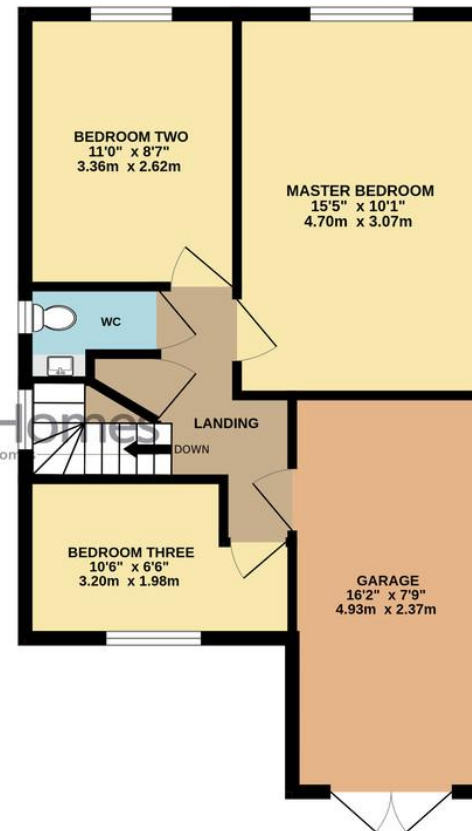 BEDROOM TWO
11'0" x 8'7"
3.36m x 2.62m
MASTER BEDROOM
15'5" x 10'1"
4.70m x 3.07m
WC
LANDING
Homes
DOWN
BEDROOM THREE
10'6" x 6'6"
3.20m x 1.98m
GARAGE
16'2" x 7'9"
4.93m x 2.37m